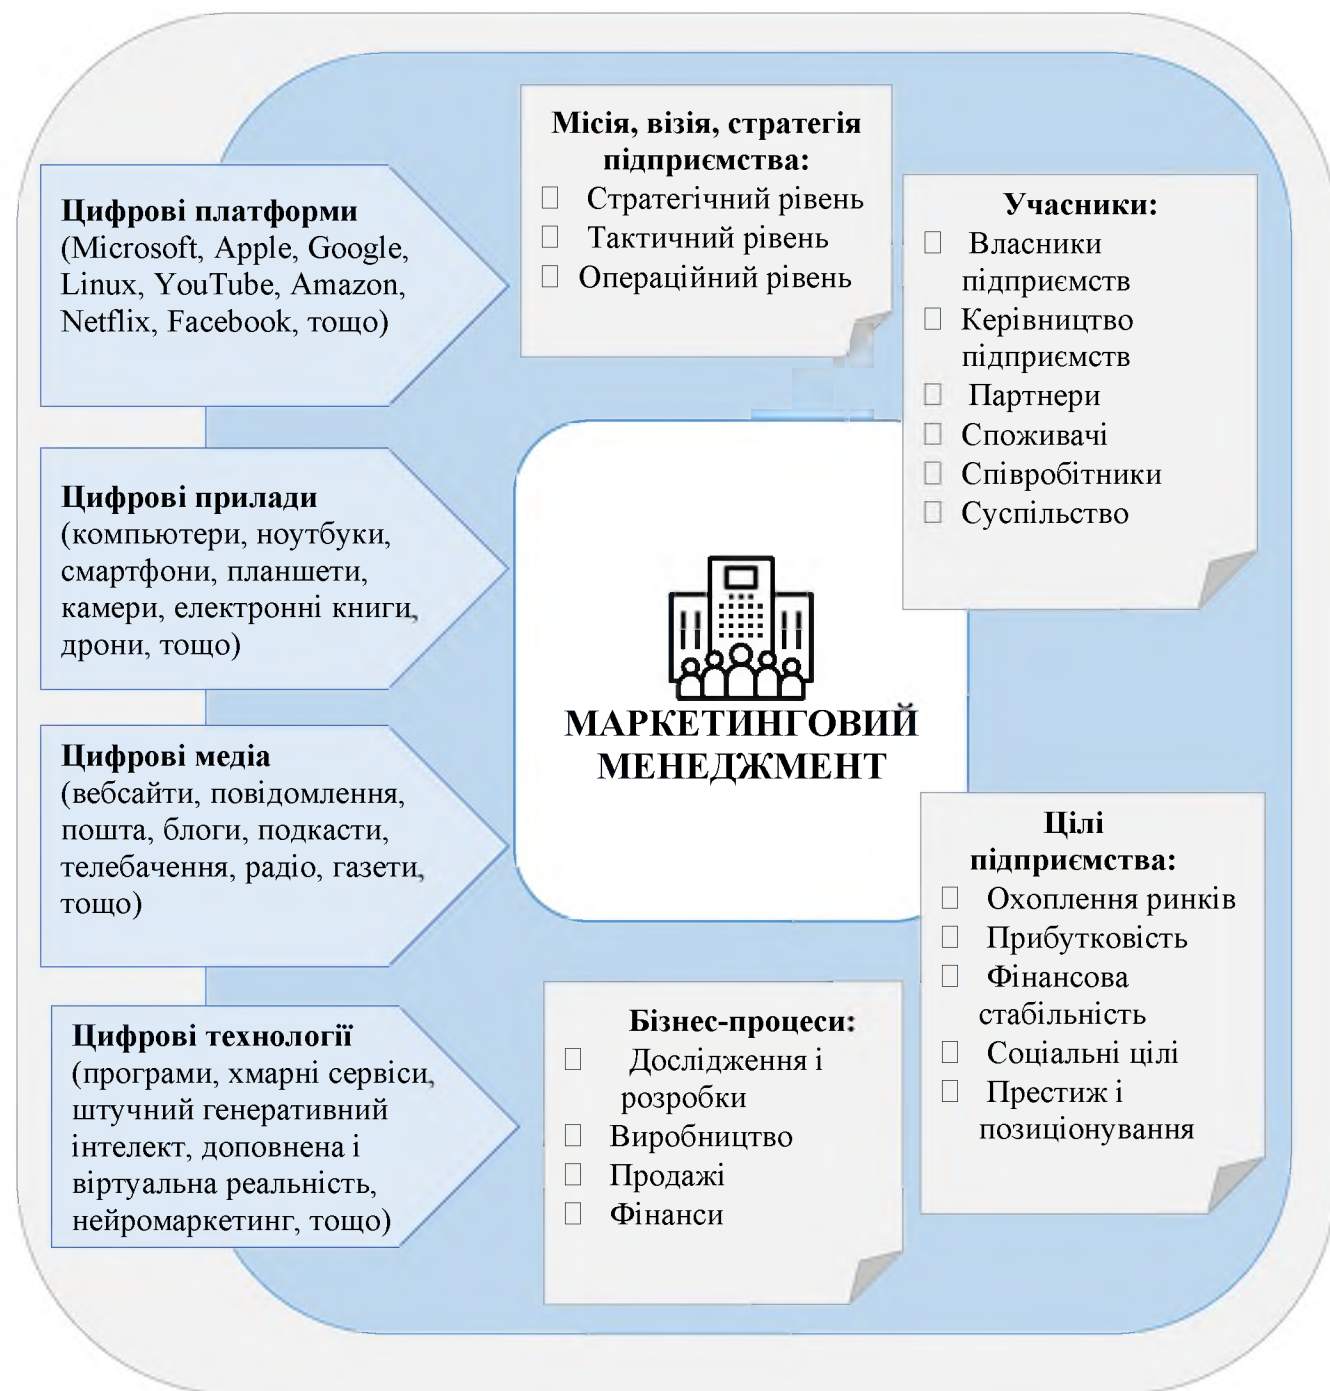 Місія, візія, стратегія
підприємства:
□ Стратегічний рівень
□ Тактичний рівень
□ Операційний рівень
Учасники:
□ Власники
підприємств
□ Керівництво
підприємств
□ Партнери
□ Споживачі
□ Співробітники
□ Суспільство
Цифрові платформи
(Microsoft, Apple, Google,
Linux, YouTube, Amazon,
Netflix, Facebook, тощо)
Цифрові прилади
(компьютери, ноутбуки,
смартфони, планшети,
камери, електронні книги,
дрони, тощо)
Цифрові медіа
(вебсайти, повідомлення,
пошта, блоги, подкасти,
телебачення, радіо, газети,
тощо)
Цифрові технології
(програми, хмарні сервіси,
штучний генеративний
інтелект, доповнена і
віртуальна реальність,
нейромаркетинг, тощо)
МАРКЕТИНГОВИЙ
МЕНЕДЖМЕНТ
Цілі
підприємства:
□ Охоплення ринків
□ Прибутковість
□ Фінансова
стабільність
□ Соціальні цілі
□ Престиж і
позиціонування
Бізнес-процеси:
□ Дослідження і
розробки
□ Виробництво
□ Продажі
□ Фінанси